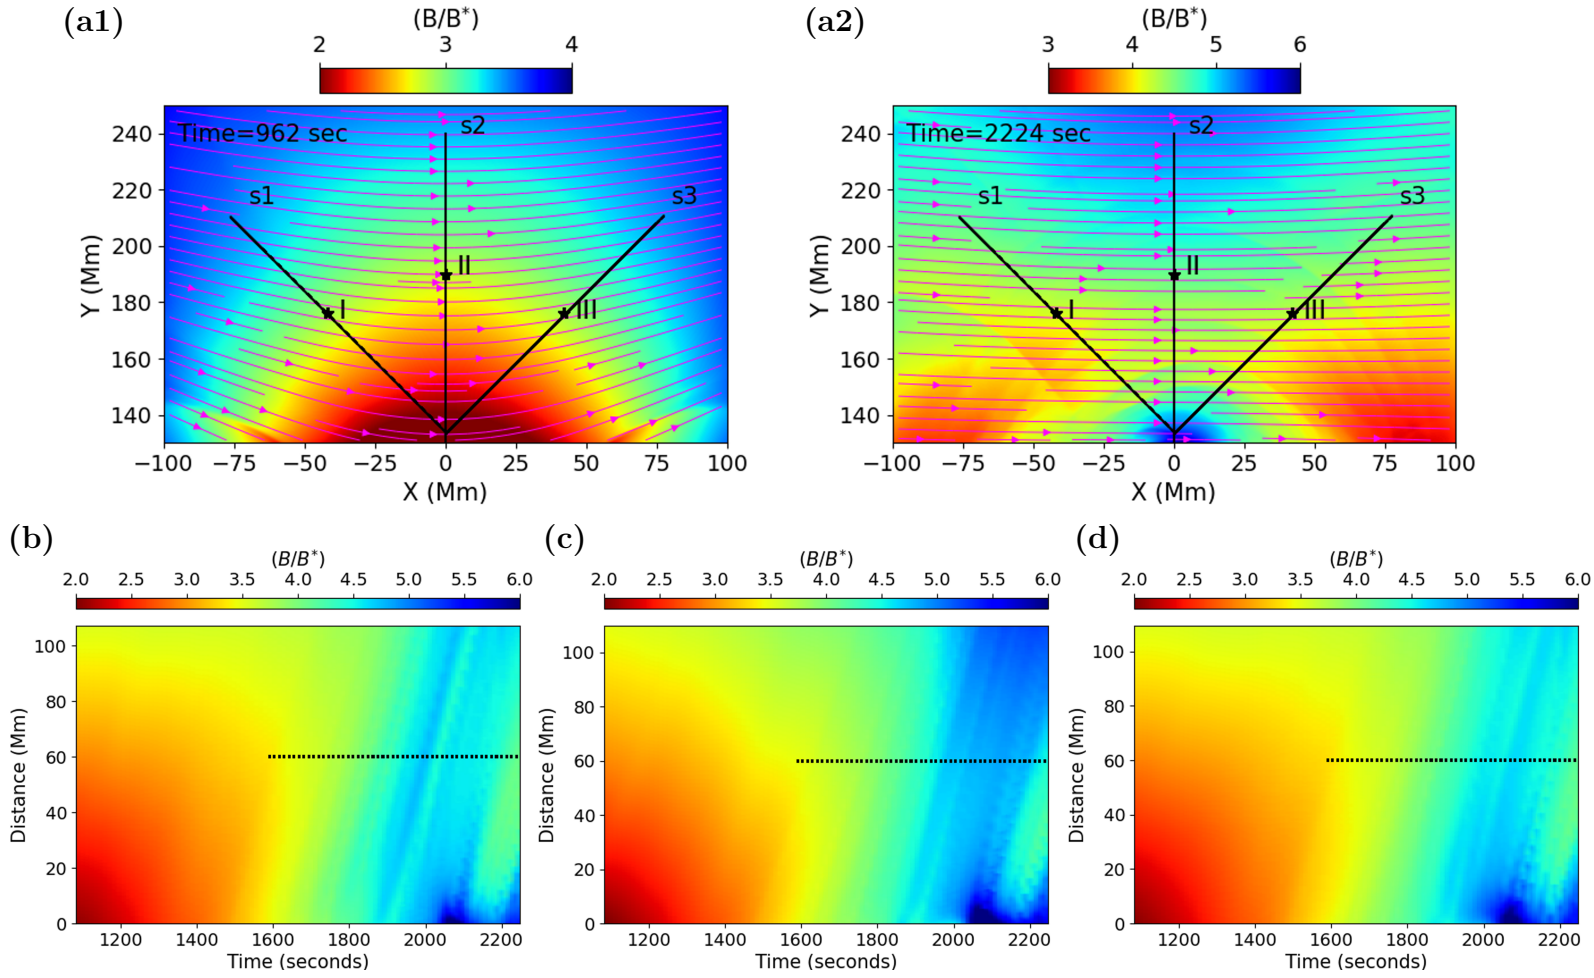 (a1)
(B/B*)
2 3 4
Time=962 sec
s2
s1
s3
II
I
III
240
220
200
180
160
140
Y (Mm)
−100 −75 −50 −25 0 25 50 75 100
X (Mm)
(a2)
(B/B*)
3 4 5 6
Time=2224 sec
s2
s1
s3
II
I
III
240
220
200
180
160
140
Y (Mm)
−100 −75 −50 −25 0 25 50 75 100
X (Mm)
(b)
(B/B*)
2.0 2.5 3.0 3.5 4.0 4.5 5.0 5.5 6.0
100
80
60
40
20
0
Distance (Mm)
1200 1400 1600 1800 2000 2200
Time (seconds)
(c)
(B/B*)
2.0 2.5 3.0 3.5 4.0 4.5 5.0 5.5 6.0
100
80
60
40
20
0
Distance (Mm)
1200 1400 1600 1800 2000 2200
Time (seconds)
(d)
(B/B*)
2.0 2.5 3.0 3.5 4.0 4.5 5.0 5.5 6.0
100
80
60
40
20
0
Distance (Mm)
1200 1400 1600 1800 2000 2200
Time (seconds)